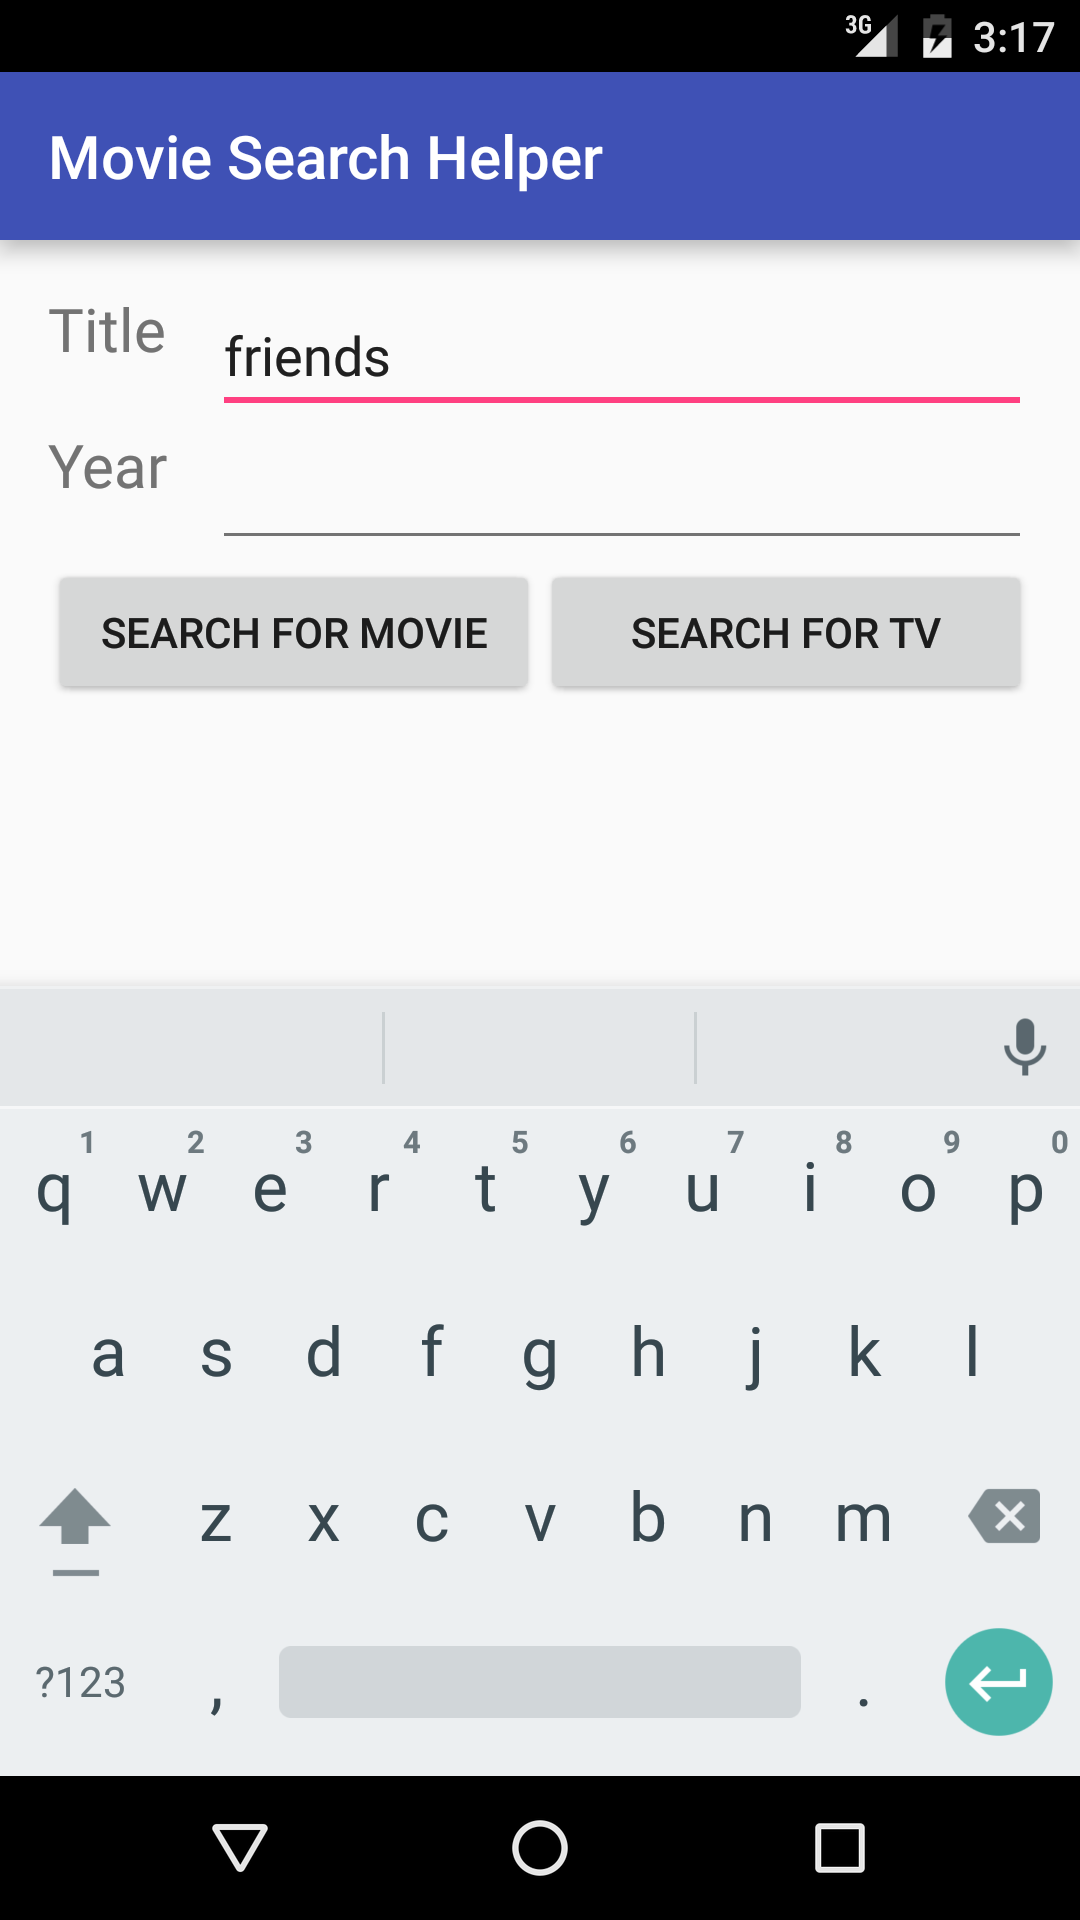 3G 3:17
Movie Search Helper
Title friends
Year
SEARCH FOR MOVIE SEARCH FOR TV
1 2 3 4 5 6 7 8 9 0
q w e r t y u i o p
a s d f g h j k l
z x c v b n m
?123 , .